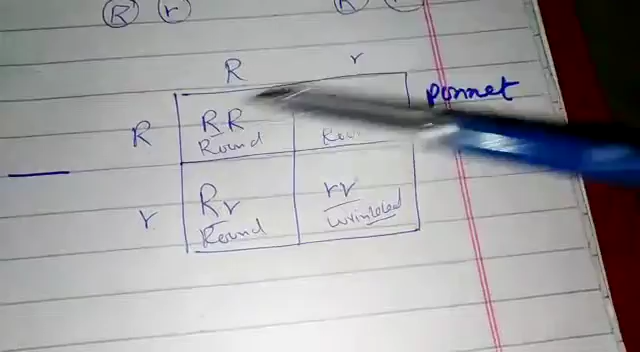 R r R
R r
R RR Round Punnet
r Rr Round rr wrinkled